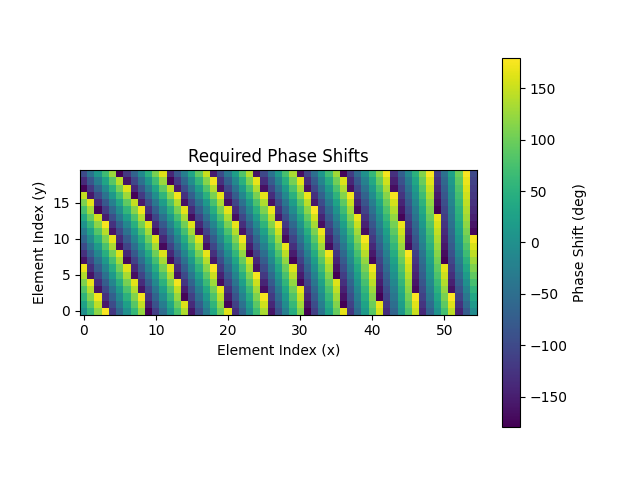 Required Phase Shifts
Element Index (y)
15
10
5
0
0 10 20 30 40 50
Element Index (x)
150
100
50
0
−50
−100
−150
Phase Shift (deg)